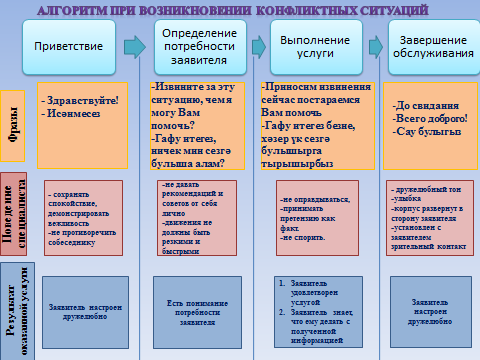 АЛГОРИТМ ПРИ ВОЗНИКНОВЕНИИ КОНФЛИКТНЫХ СИТУАЦИЙ
Приветствие
Определение
потребности
заявителя
Выполнение
услуги
Завершение
обслуживания
Фразы
- Здравствуйте!
- Исәнмесез
-Извините за эту
ситуацию, чем я
могу Вам
помочь?
-Гафу итегез,
ничек мин сезгә
булыша алам?
-Приносим извинения
сейчас постараемся
Вам помочь
-Гафу итегез безне,
хәзер үк сезгә
булышырга
тырышырбыз
-До свидания
-Всего доброго!
-Сау булыгыз
Поведение
специалиста
- сохранять
спокойствие,
демонстрировать
вежливость
-не противоречить
собеседнику
-не давать
рекомендаций и
советов от себя
лично
-движения не
должны быть
резкими и
быстрыми
-не оправдываться,
-принимать
претензию как
факт.
-не спорить.
- дружелюбный тон
-улыбка
-корпус развернут в
сторону заявителя
-установлен с
заявителем
зрительный контакт
Результат
оказанной услуги
Заявитель настроен
дружелюбно
Есть понимание
потребности
заявителя
1. Заявитель
удовлетворен
услугой
2. Заявитель знает,
что ему делать с
полученной
информацией
Заявитель
настроен
дружелюбно